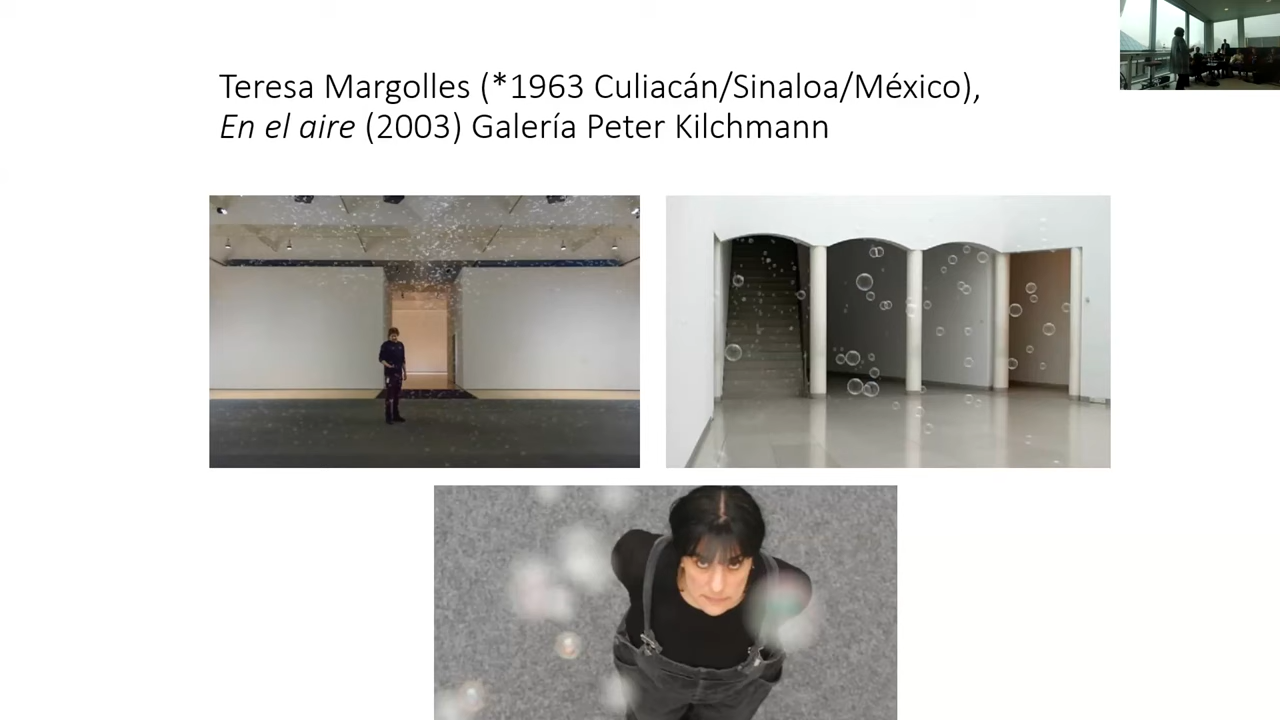 Teresa Margolles (*1963 Culiacán/Sinaloa/México),
En el aire (2003) Galería Peter Kilchmann